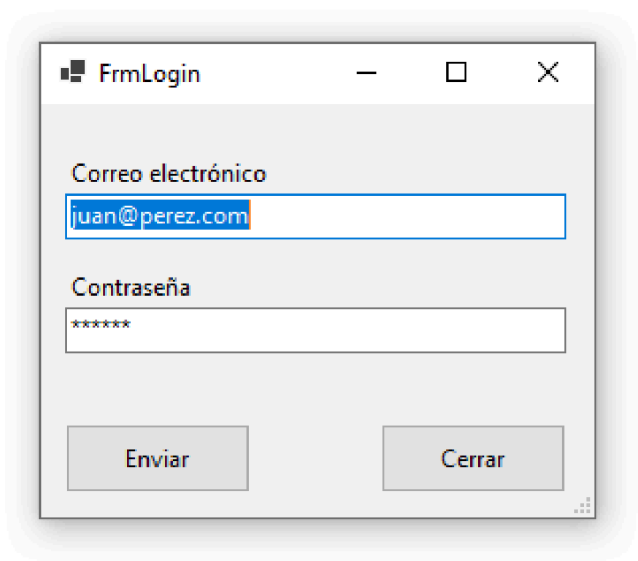 FrmLogin
Correo electrónico
juan@perez.com
Contraseña
******
Enviar
Cerrar